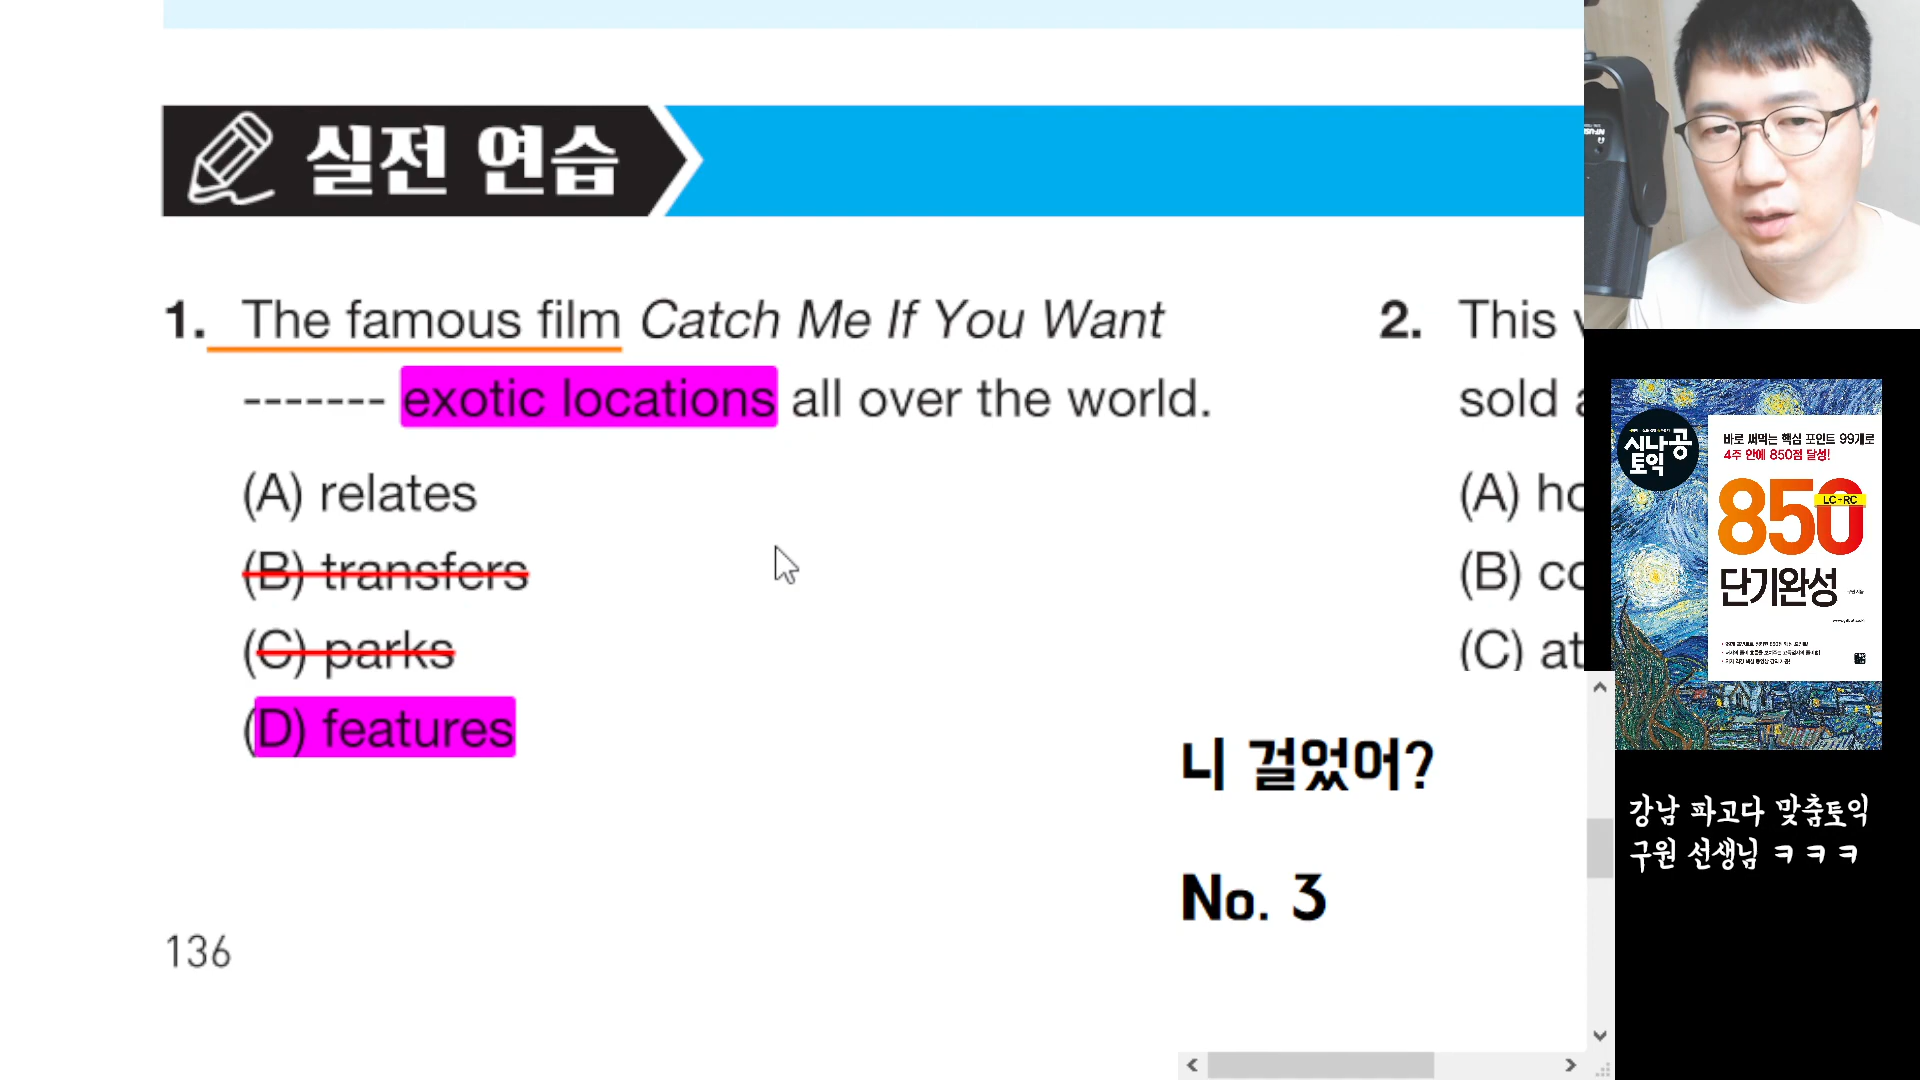 실전 연습
1. The famous film Catch Me If You Want
------- exotic locations all over the world.
(A) relates
(B) transfers
(C) parks
(D) features
2. This
sold
(A) ho
(B) co
(C) at
니 걸었어?
No. 3
136
시나공
토익
바로 써먹는 핵심 포인트 99개로
4주 안에 850점 달성!
850
LC+RC
단기완성
강남 파고다 맞춤토익
구원 선생님 ㅋㅋㅋ